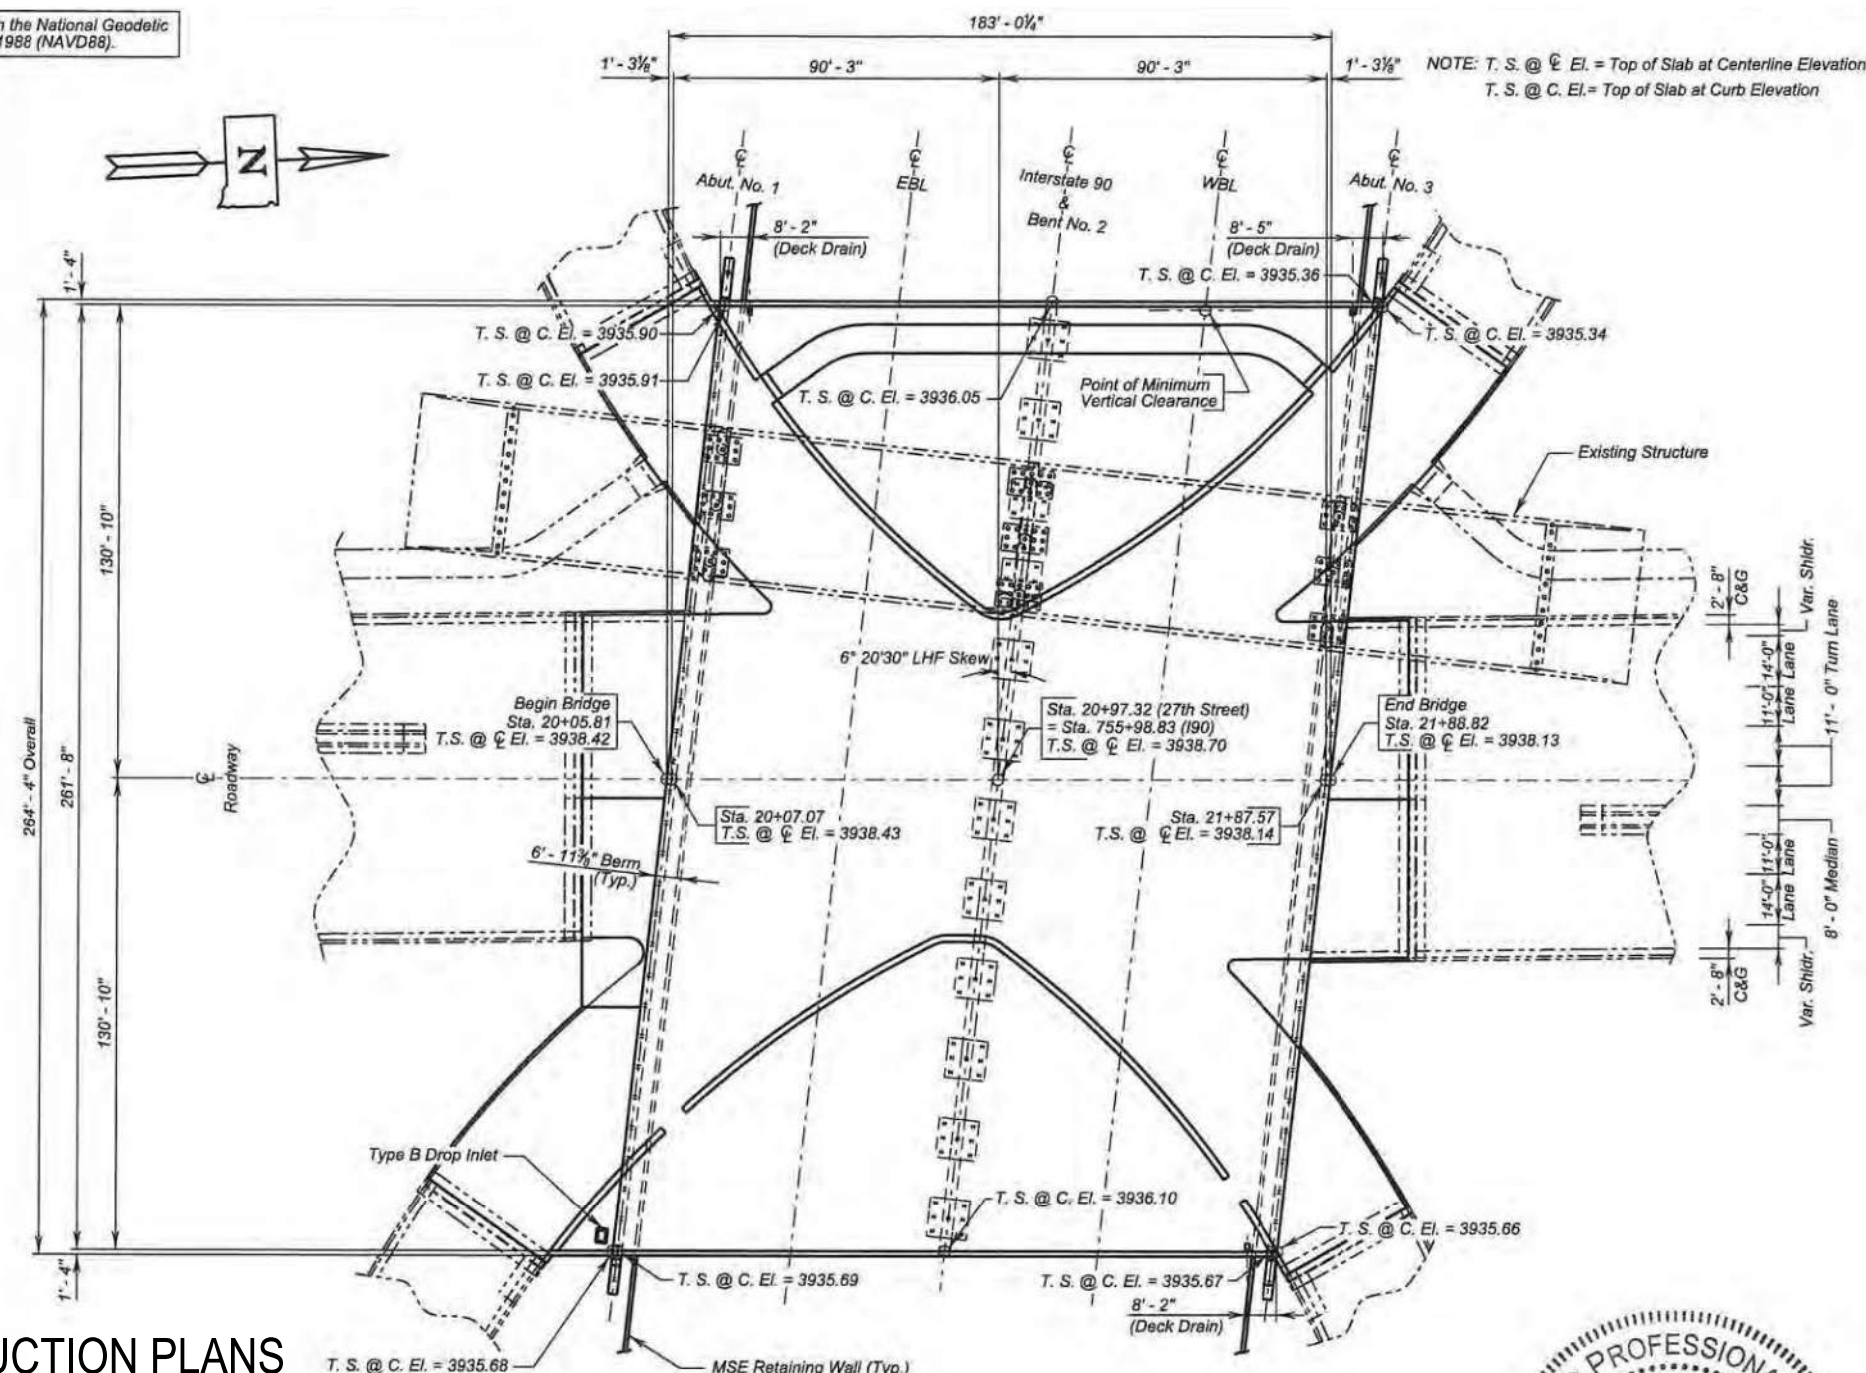 n the National Geodetic
1988 (NAVD88).
183' - 0¼"
1' - 3⅛"
90' - 3"
90' - 3"
1' - 3⅛"
NOTE: T. S. @ ℄ El. = Top of Slab at Centerline Elevation
T. S. @ C. El.= Top of Slab at Curb Elevation
N
℄
Abut. No. 1
℄
EBL
℄
Interstate 90
&
Bent No. 2
℄
WBL
℄
Abut. No. 3
8' - 2"
(Deck Drain)
8' - 5"
(Deck Drain)
T. S. @ C. El. = 3935.36
1' - 4"
T. S. @ C. El. = 3935.90
T. S. @ C. El. = 3935.34
T. S. @ C. El. = 3935.91
T. S. @ C. El. = 3936.05
Point of Minimum
Vertical Clearance
Existing Structure
130' - 10"
2' - 8"
C&G
Var. Shldr.
14'-0"
Lane
11'-0"
Lane
11' - 0" Turn Lane
6° 20'30" LHF Skew
Begin Bridge
Sta. 20+05.81
T.S. @ ℄ El. = 3938.42
Sta. 20+97.32 (27th Street)
= Sta. 755+98.83 (I90)
T.S. @ ℄ El. = 3938.70
End Bridge
Sta. 21+88.82
T.S. @ ℄ El. = 3938.13
264' - 4" Overall
261' - 8"
℄
Roadway
Sta. 20+07.07
T.S. @ ℄ El. = 3938.43
Sta. 21+87.57
T.S. @ ℄ El. = 3938.14
6' - 11⅜" Berm
(Typ.)
11'-0"
Lane
14'-0"
Lane
8' - 0" Median
2' - 8"
C&G
Var. Shldr.
130' - 10"
Type B Drop Inlet
T. S. @ C. El. = 3936.10
T. S. @ C. El. = 3935.66
1' - 4"
T. S. @ C. El. = 3935.69
T. S. @ C. El. = 3935.67
8' - 2"
(Deck Drain)
UCTION PLANS
T. S. @ C. El. = 3935.68
MSE Retaining Wall (Typ.)
PROFESSIONA